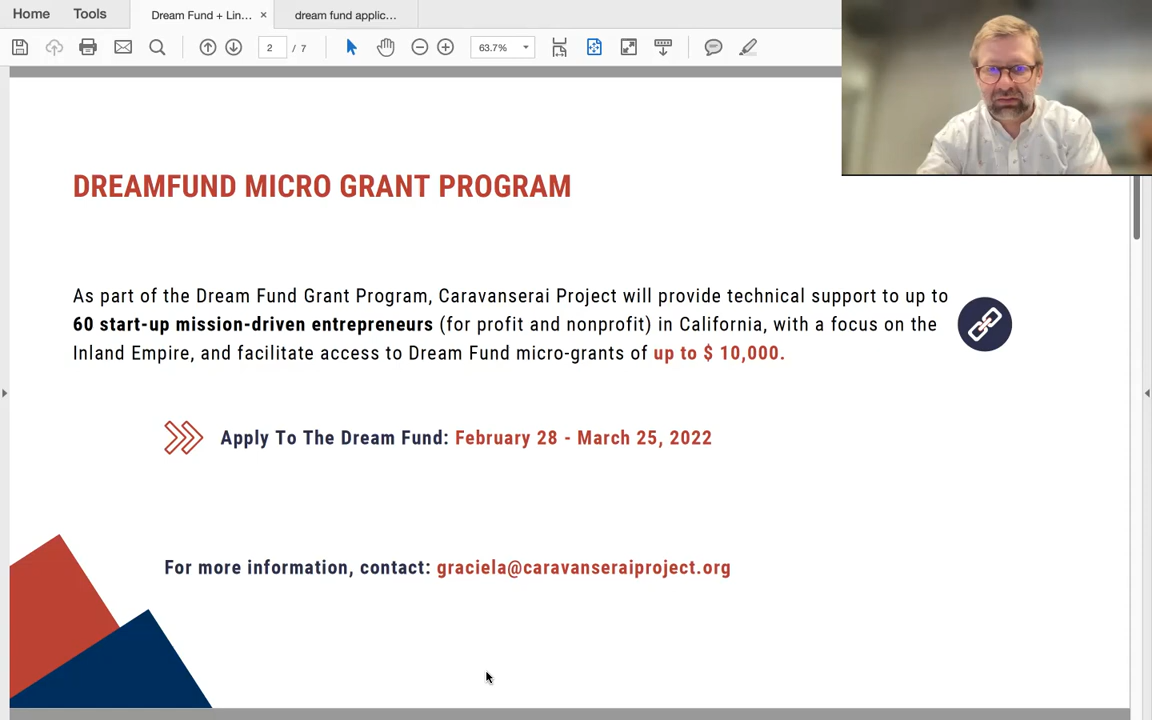 Home
Tools
Dream Fund + Lin... ×
dream fund applic...
2 / 7
63.7%
DREAMFUND MICRO GRANT PROGRAM
As part of the Dream Fund Grant Program, Caravanserai Project will provide technical support to up to
60 start-up mission-driven entrepreneurs (for profit and nonprofit) in California, with a focus on the
Inland Empire, and facilitate access to Dream Fund micro-grants of up to $ 10,000.
Apply To The Dream Fund: February 28 - March 25, 2022
For more information, contact: graciela@caravanseraiproject.org